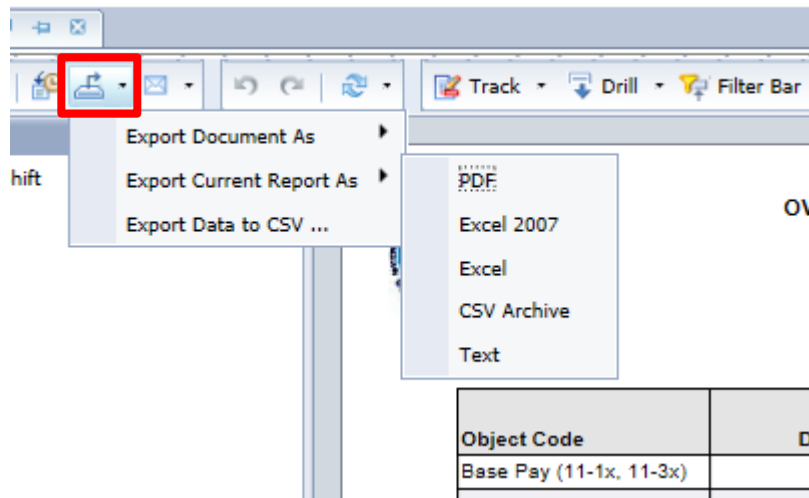 Track
Drill
Filter Bar
Export Document As
hift
Export Current Report As
PDF
Export Data to CSV ...
Excel 2007
Excel
CSV Archive
Text
Object Code
Base Pay (11-1x, 11-3x)